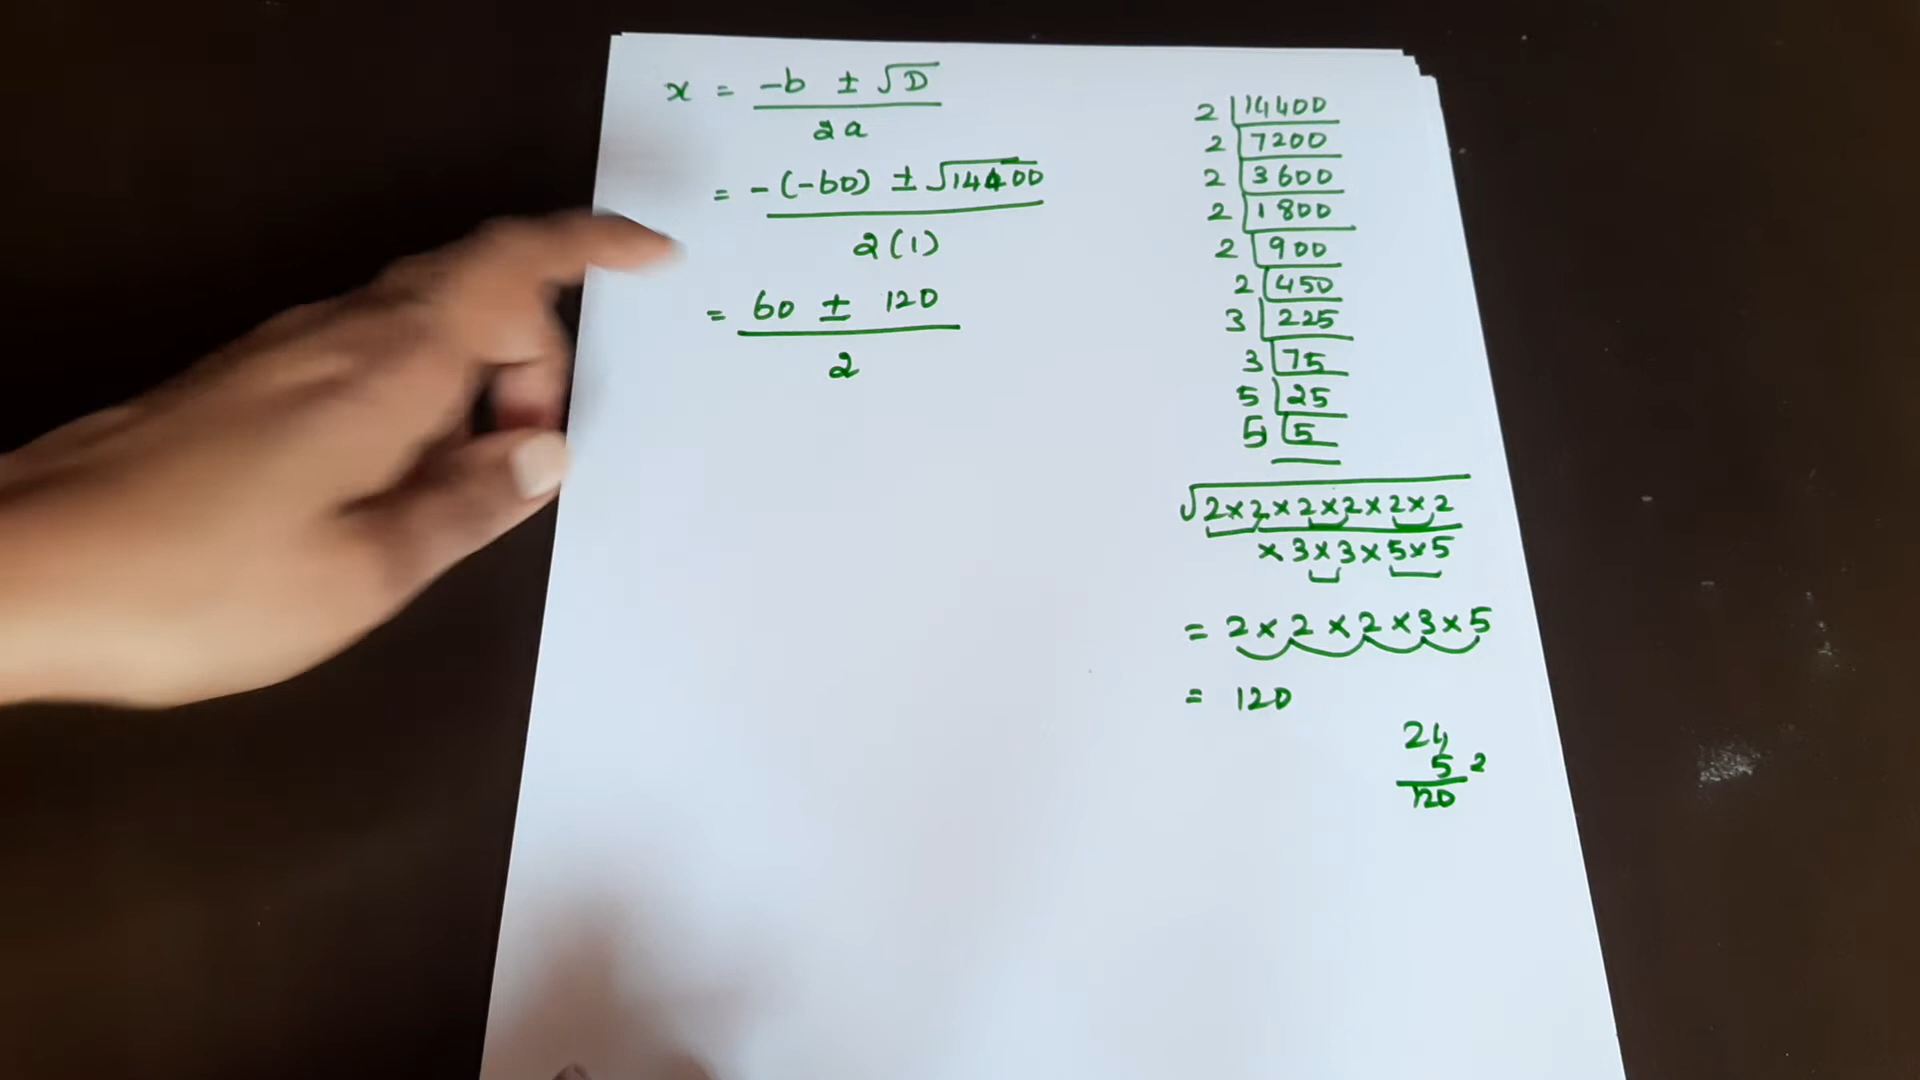 x = -b ± √D
2a
= -(-60) ± √14400
2(1)
= 60 ± 120
2
2 | 14400
2 | 7200
2 | 3600
2 | 1800
2 | 900
2 | 450
3 | 225
3 | 75
5 | 25
5 | 5
√2×2×2×2×2×2
×3×3×5×5
= 2×2×2×3×5
= 120
24
5 2
120